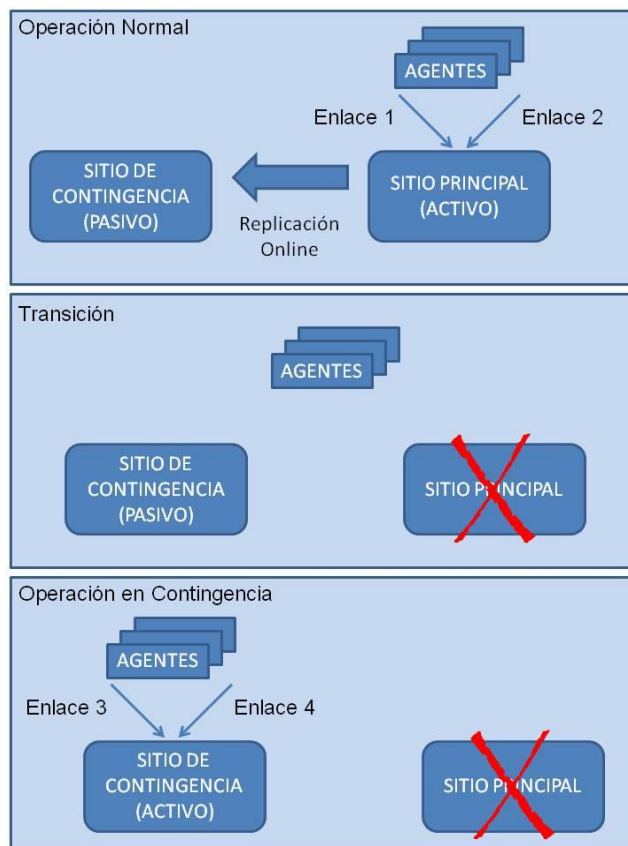 Operación Normal
AGENTES
Enlace 1
Enlace 2
SITIO DE
CONTINGENCIA
(PASIVO)
SITIO PRINCIPAL
(ACTIVO)
Replicación
Online
Transición
AGENTES
SITIO DE
CONTINGENCIA
(PASIVO)
SITIO PRINCIPAL
Operación en Contingencia
AGENTES
Enlace 3
Enlace 4
SITIO DE
CONTINGENCIA
(ACTIVO)
SITIO PRINCIPAL